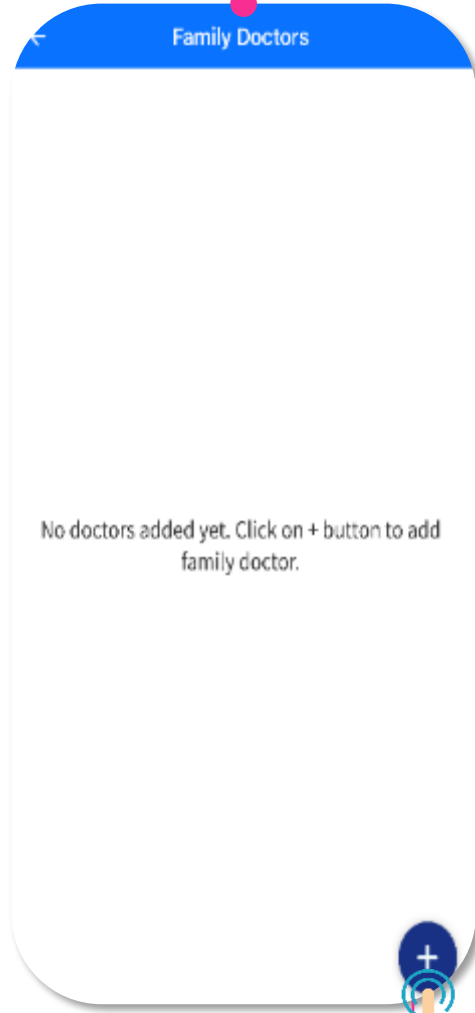 Family Doctors
No doctors added yet. Click on + button to add
family doctor.
+